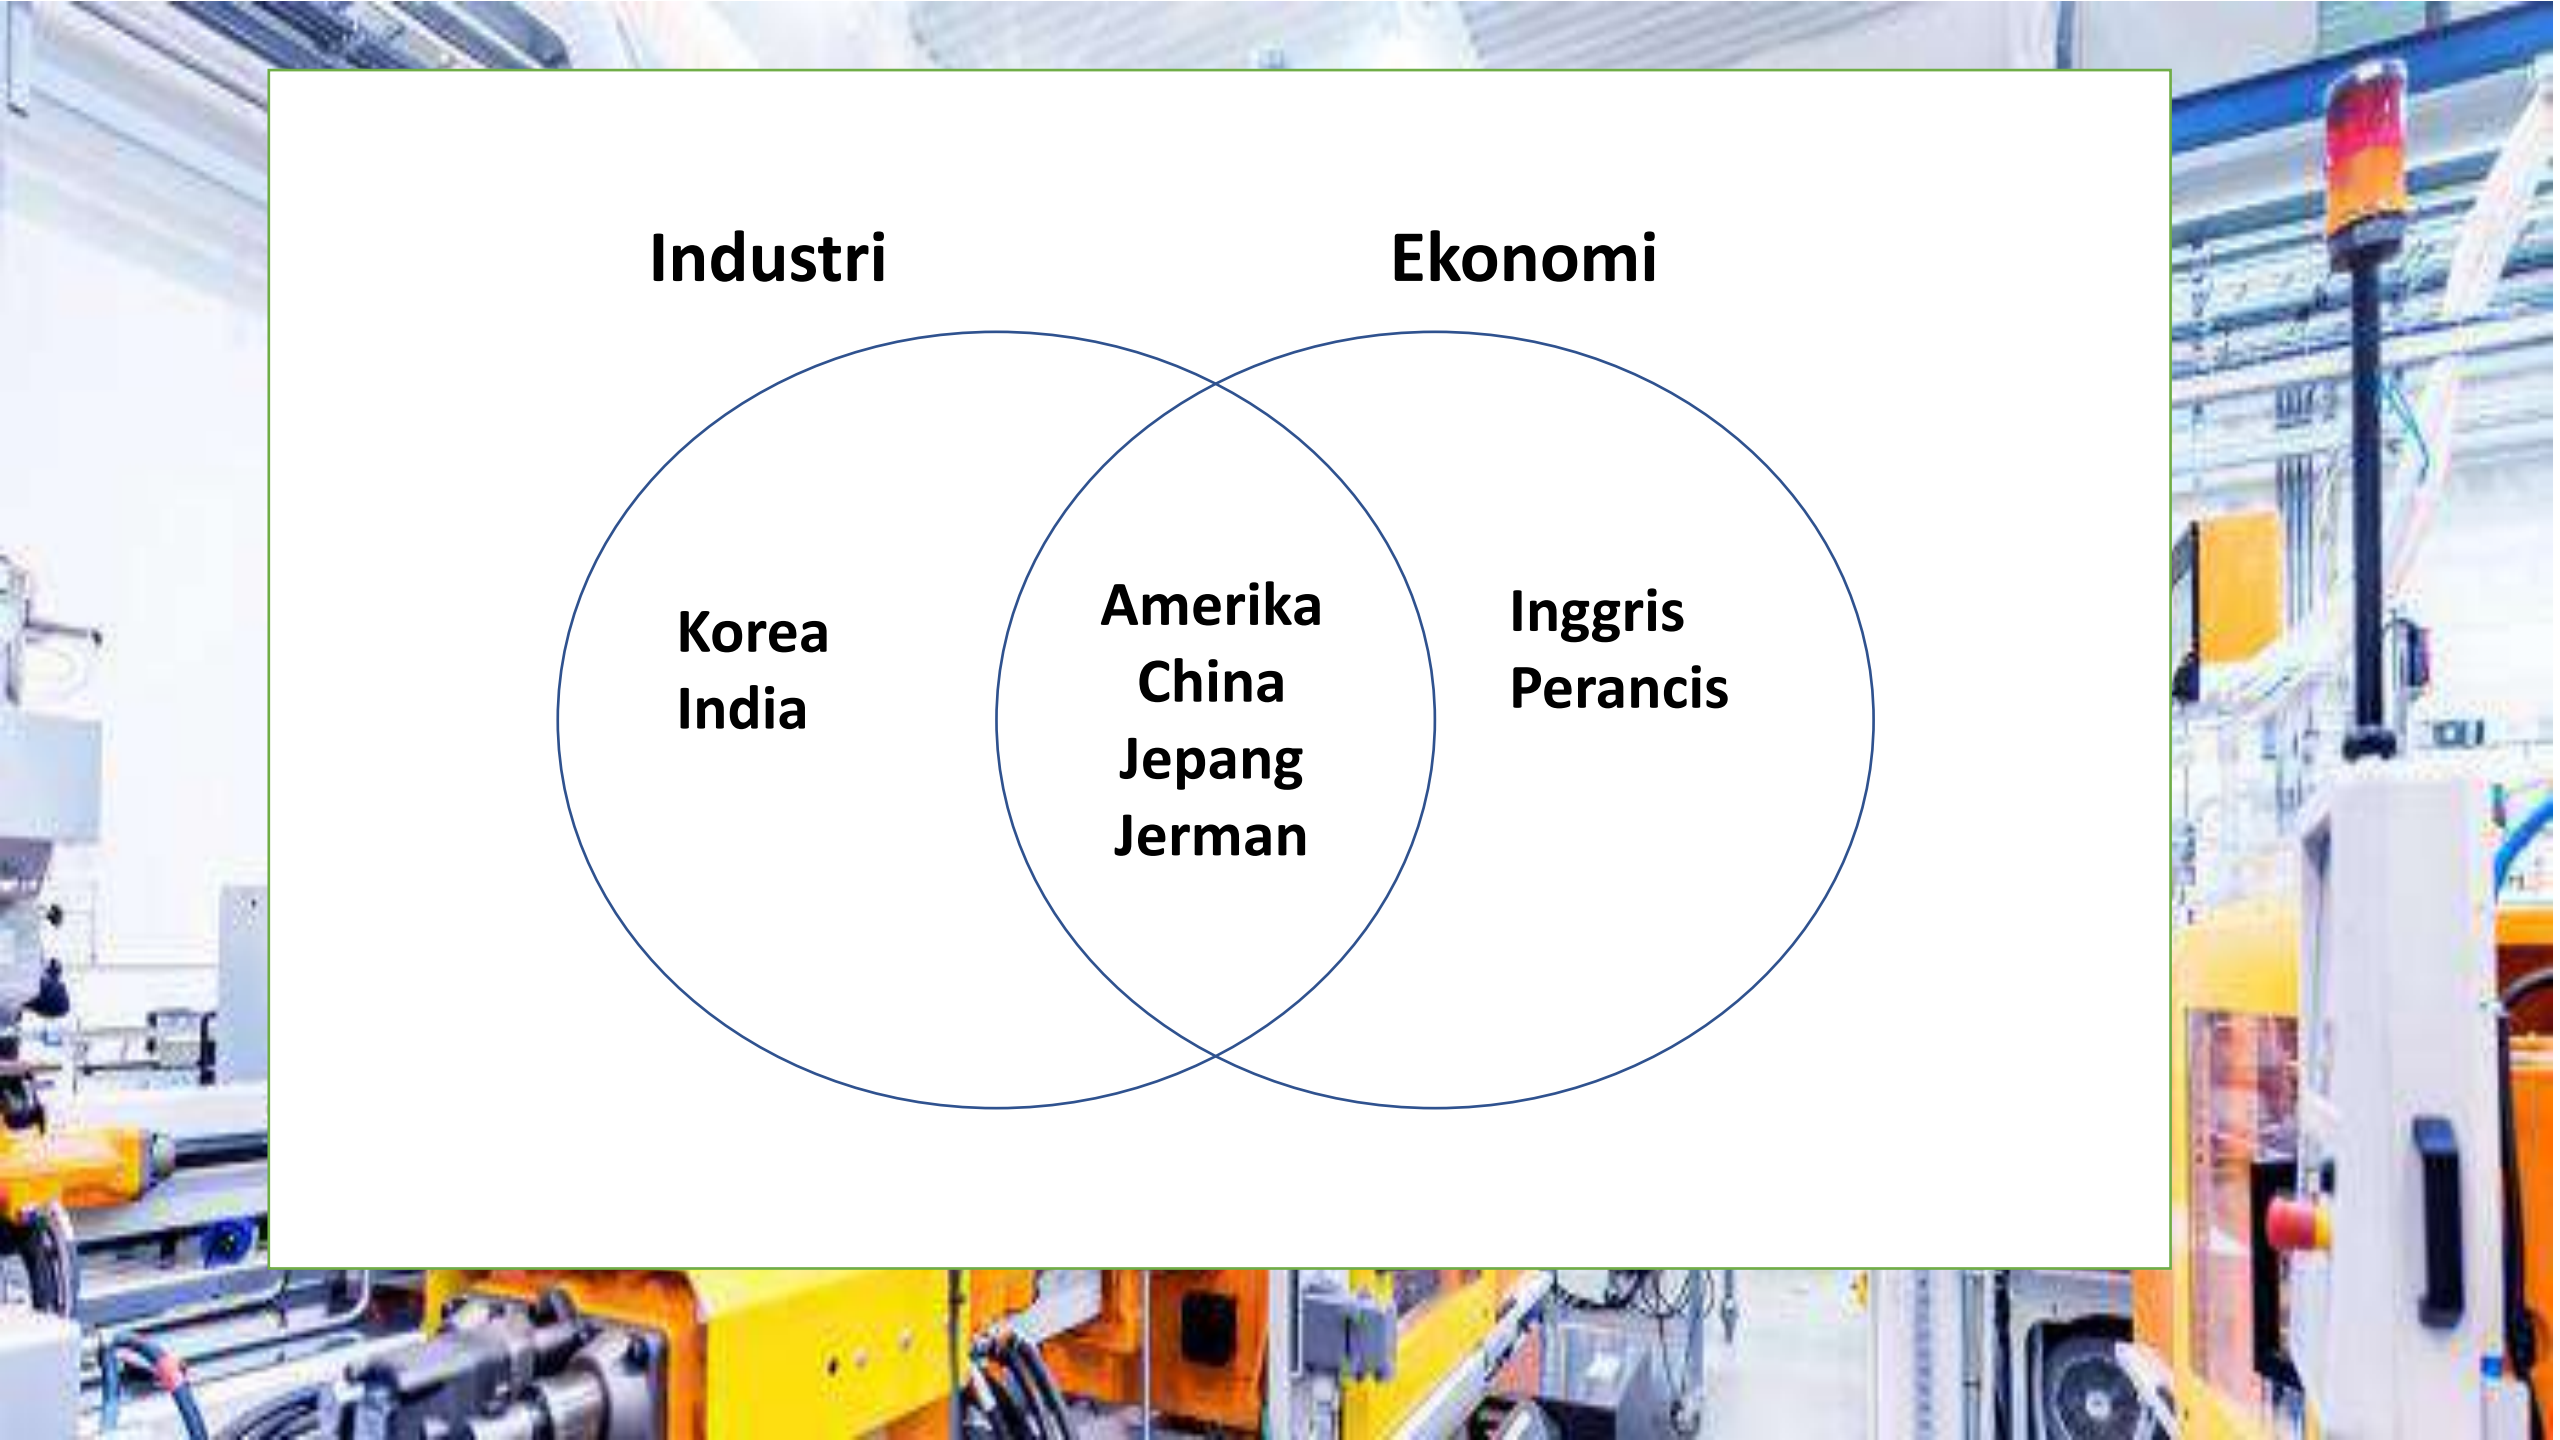 Industri
Ekonomi
Korea
India
Amerika
China
Jepang
Jerman
Inggris
Perancis